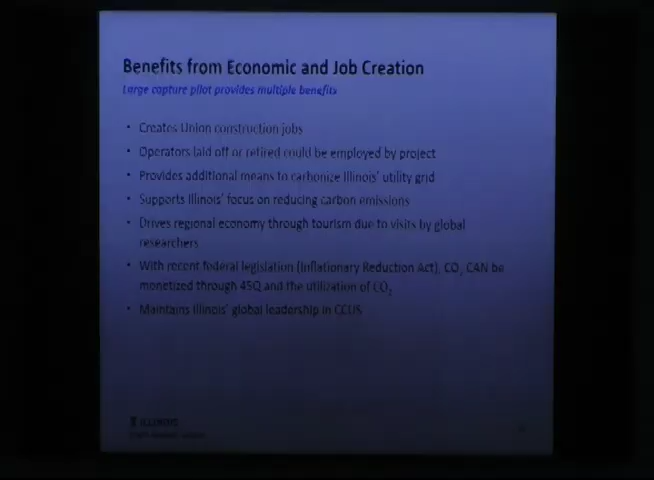 Benefits from Economic and Job Creation
Large capture pilot provides multiple benefits
• Creates Union construction jobs
• Operators laid off or retired could be employed by project
• Provides additional means to carbonize Illinois' utility grid
• Supports Illinois' focus on reducing carbon emissions
• Drives regional economy through tourism due to visits by global
researchers
• With recent federal legislation (Inflationary Reduction Act), CO₂ CAN be
monetized through 45Q and the utilization of CO₂
• Maintains Illinois' global leadership in CCUS
ILLINOIS